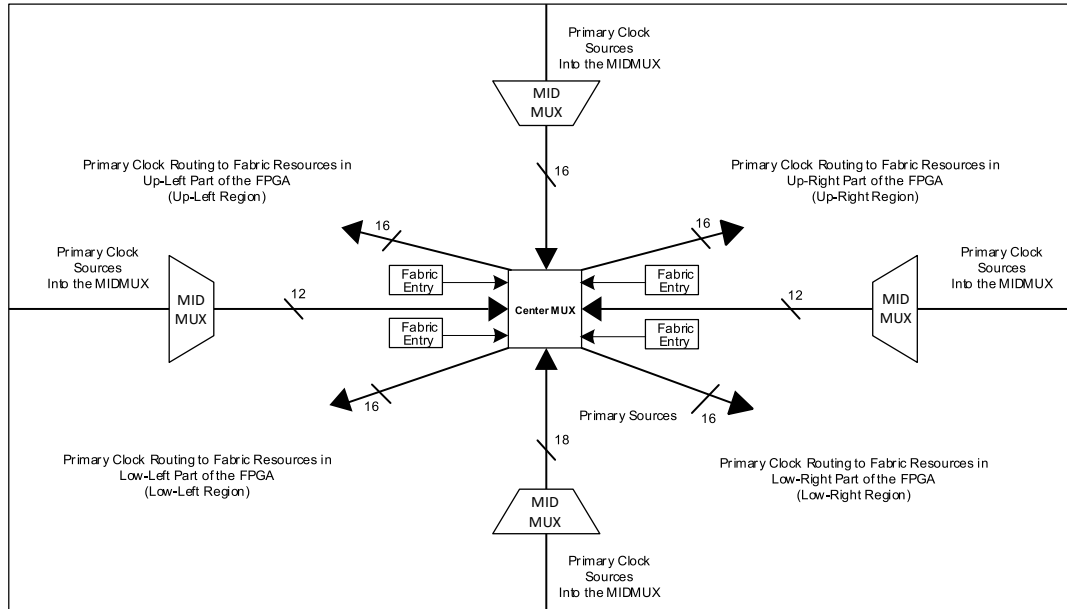 Primary Clock
Sources
Into the MIDMUX
MID
MUX
16
Primary Clock Routing to Fabric Resources in
Up-Left Part of the FPGA
(Up-Left Region)
Primary Clock Routing to Fabric Resources in
Up-Right Part of the FPGA
(Up-Right Region)
16
16
Primary Clock
Sources
Into the MIDMUX
MID
MUX
12
Fabric
Entry
Fabric
Entry
Center MUX
Fabric
Entry
Fabric
Entry
12
MID
MUX
Primary Clock
Sources
Into the MIDMUX
16
16
Primary Sources
18
Primary Clock Routing to Fabric Resources in
Low-Left Part of the FPGA
(Low-Left Region)
Primary Clock Routing to Fabric Resources in
Low-Right Part of the FPGA
(Low-Right Region)
MID
MUX
Primary Clock
Sources
Into the MIDMUX